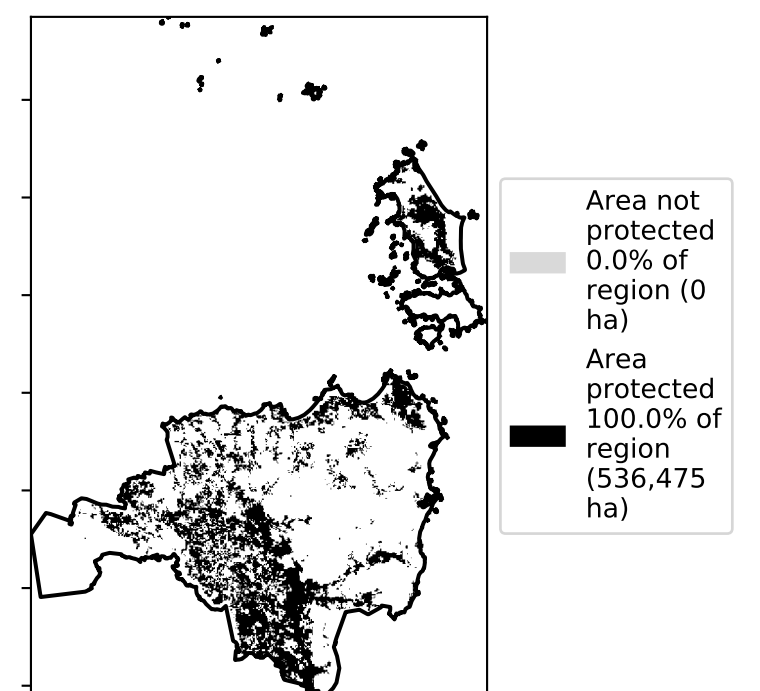 Area not
protected
0.0% of
region (0
ha)
Area
protected
100.0% of
region
(536,475
ha)